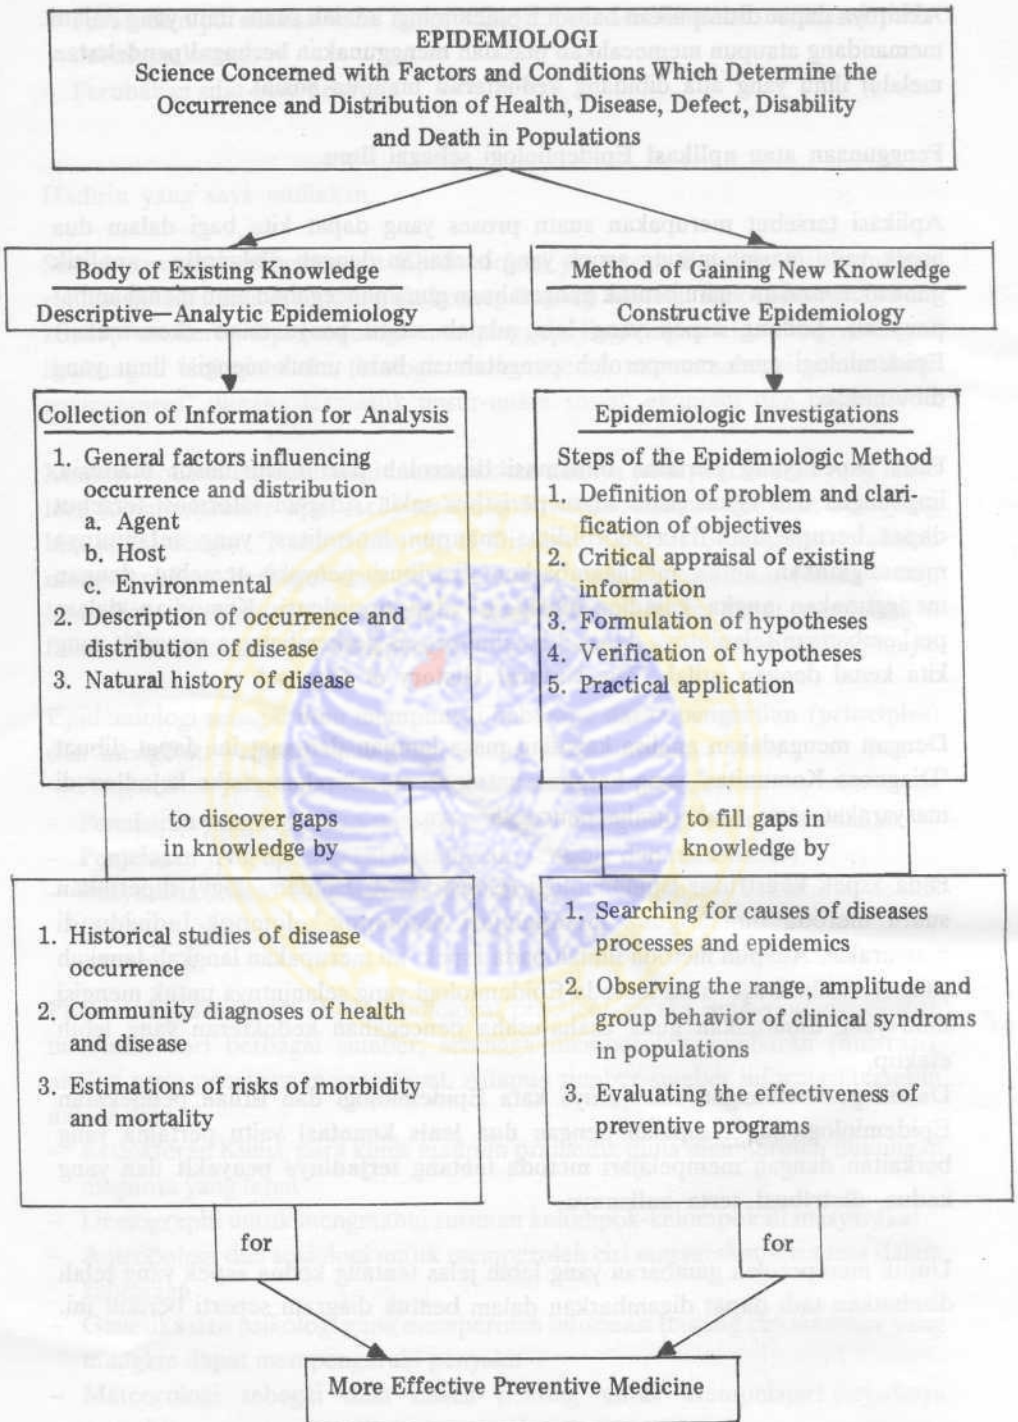 EPIDEMIOLOGI
Science Concerned with Factors and Conditions Which Determine the
Occurrence and Distribution of Health, Disease, Defect, Disability
and Death in Populations
Body of Existing Knowledge
Descriptive—Analytic Epidemiology
Method of Gaining New Knowledge
Constructive Epidemiology
Collection of Information for Analysis
1. General factors influencing
occurrence and distribution
a. Agent
b. Host
c. Environmental
2. Description of occurrence and
distribution of disease
3. Natural history of disease
Epidemiologic Investigations
Steps of the Epidemiologic Method
1. Definition of problem and clari-
fication of objectives
2. Critical appraisal of existing
information
3. Formulation of hypotheses
4. Verification of hypotheses
5. Practical application
to discover gaps
in knowledge by
to fill gaps in
knowledge by
1. Historical studies of disease
occurrence
2. Community diagnoses of health
and disease
3. Estimations of risks of morbidity
and mortality
1. Searching for causes of diseases
processes and epidemics
2. Observing the range, amplitude and
group behavior of clinical syndroms
in populations
3. Evaluating the effectiveness of
preventive programs
for
for
More Effective Preventive Medicine